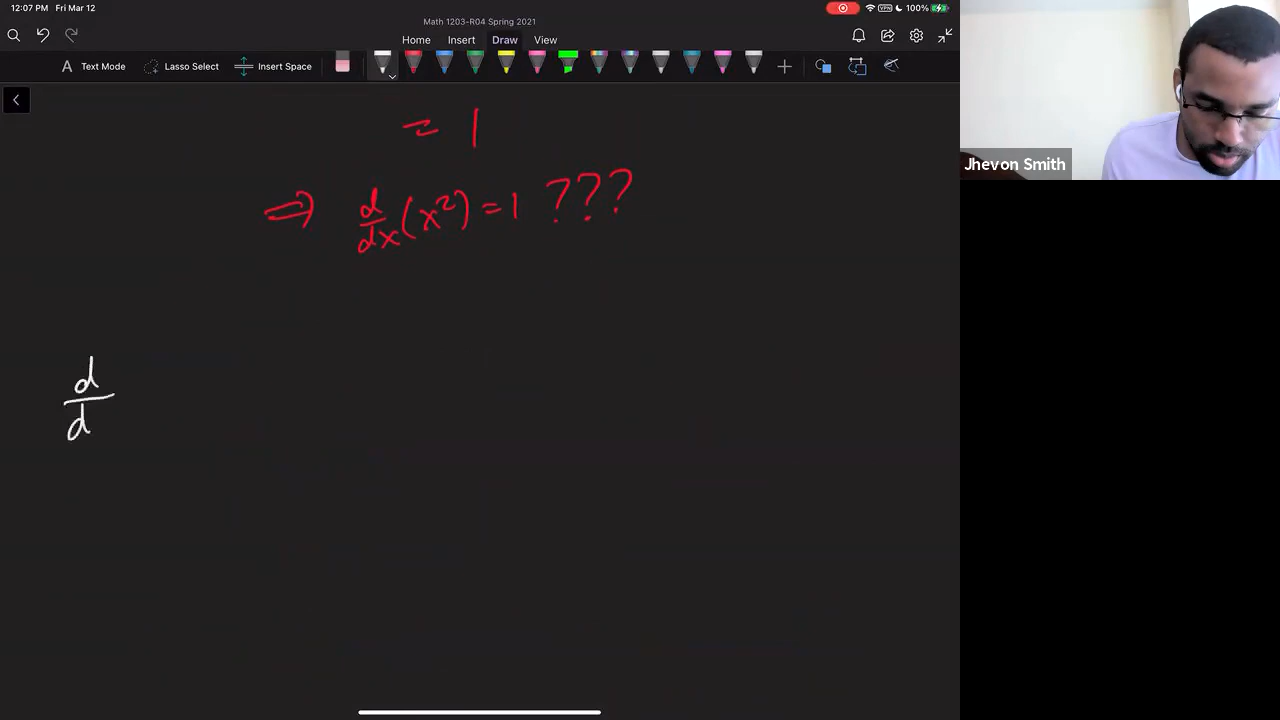 12:07 PM Fri Mar 12
VPN 100%
Math 1203-R04 Spring 2021
Home Insert Draw View
Text Mode Lasso Select Insert Space
= 1
⇒ d/dx (x²) = 1 ???
d/d
Jhevon Smith